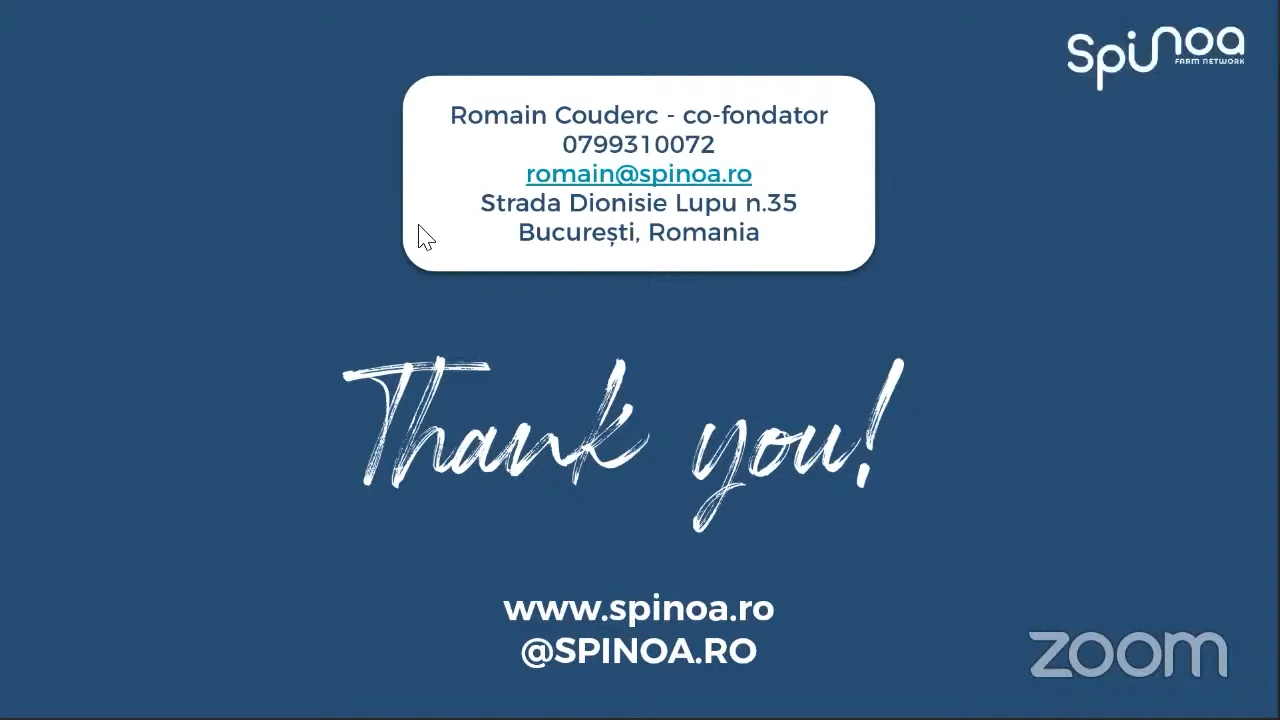 Spinoa
FARM NETWORK
Romain Couderc - co-fondator
0799310072
romain@spinoa.ro
Strada Dionisie Lupu n.35
București, Romania
Thank you!
www.spinoa.ro
@SPINOA.RO
zoom